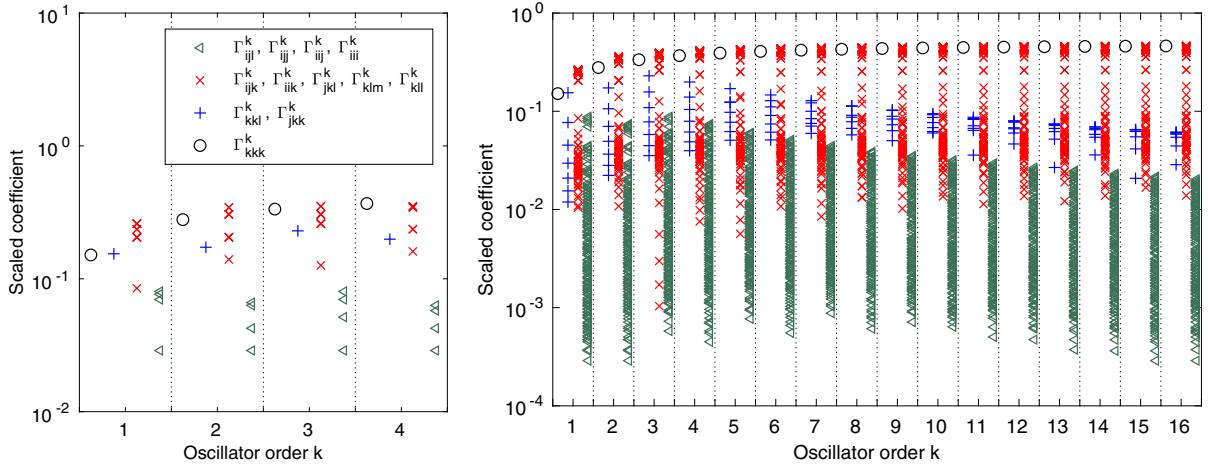 10^1
10^0
10^-1
10^-2
Scaled coefficient
Γ^k_ijl, Γ^k_ijj, Γ^k_iij, Γ^k_iii
Γ^k_ijk, Γ^k_iik, Γ^k_jkl, Γ^k_klm, Γ^k_kll
Γ^k_kkl, Γ^k_jkk
Γ^k_kkk
1 2 3 4
Oscillator order k
10^0
10^-1
10^-2
10^-3
10^-4
Scaled coefficient
1 2 3 4 5 6 7 8 9 10 11 12 13 14 15 16
Oscillator order k